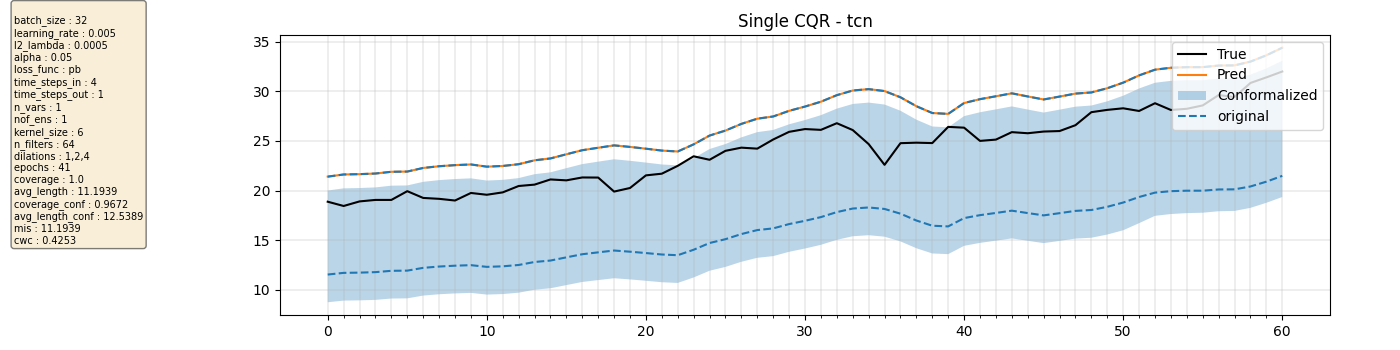 batch_size : 32
learning_rate : 0.005
l2_lambda : 0.0005
alpha : 0.05
loss_func : pb
time_steps_in : 4
time_steps_out : 1
n_vars : 1
nof_ens : 1
kernel_size : 6
n_filters : 64
dilations : 1,2,4
epochs : 41
coverage : 1.0
avg_length : 11.1939
coverage_conf : 0.9672
avg_length_conf : 12.5389
mis : 11.1939
cwc : 0.4253
Single CQR - tcn
35
30
25
20
15
10
0 10 20 30 40 50 60
True
Pred
Conformalized
original